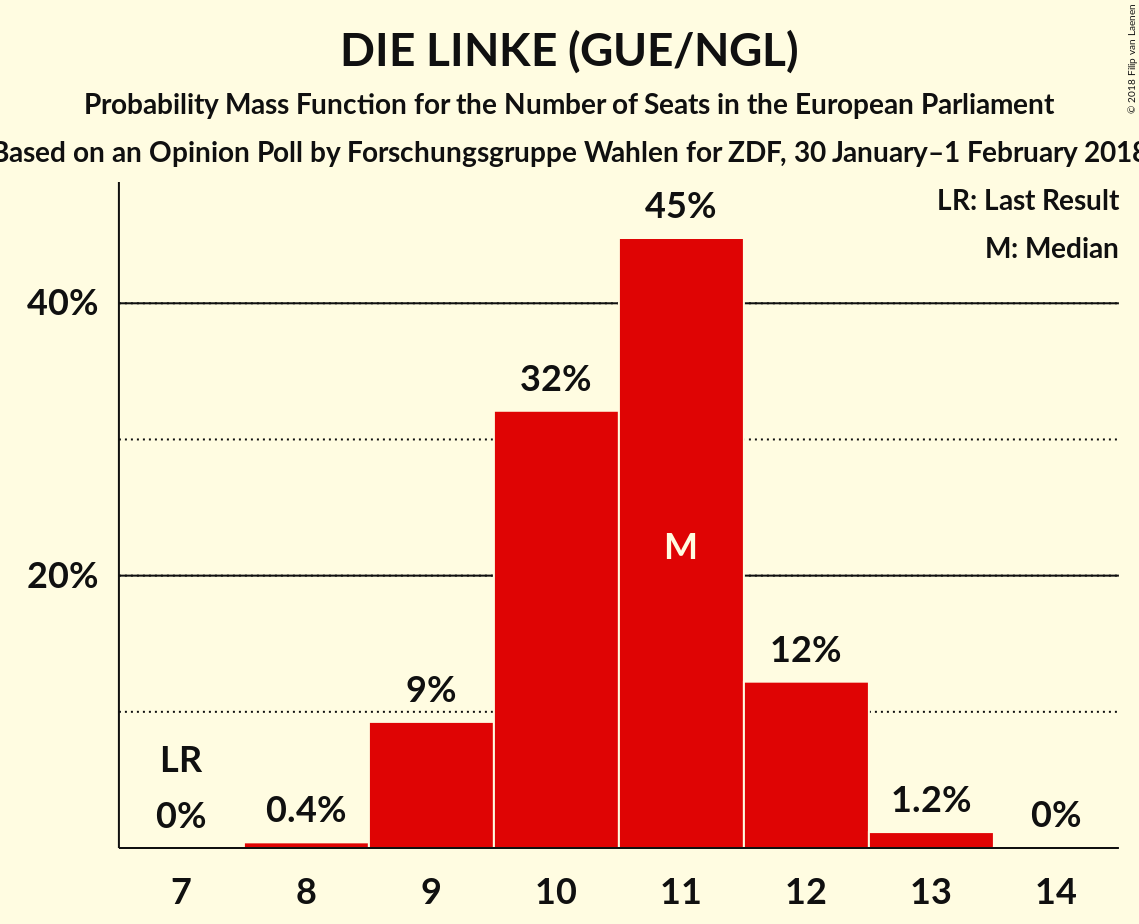 DIE LINKE (GUE/NGL)
Probability Mass Function for the Number of Seats in the European Parliament
Based on an Opinion Poll by Forschungsgruppe Wahlen for ZDF, 30 January–1 February 2018
© 2018 Filip van Laenen
LR: Last Result
M: Median
45%
40%
32%
M
20%
12%
9%
LR
0%
0.4%
1.2%
0%
7 8 9 10 11 12 13 14